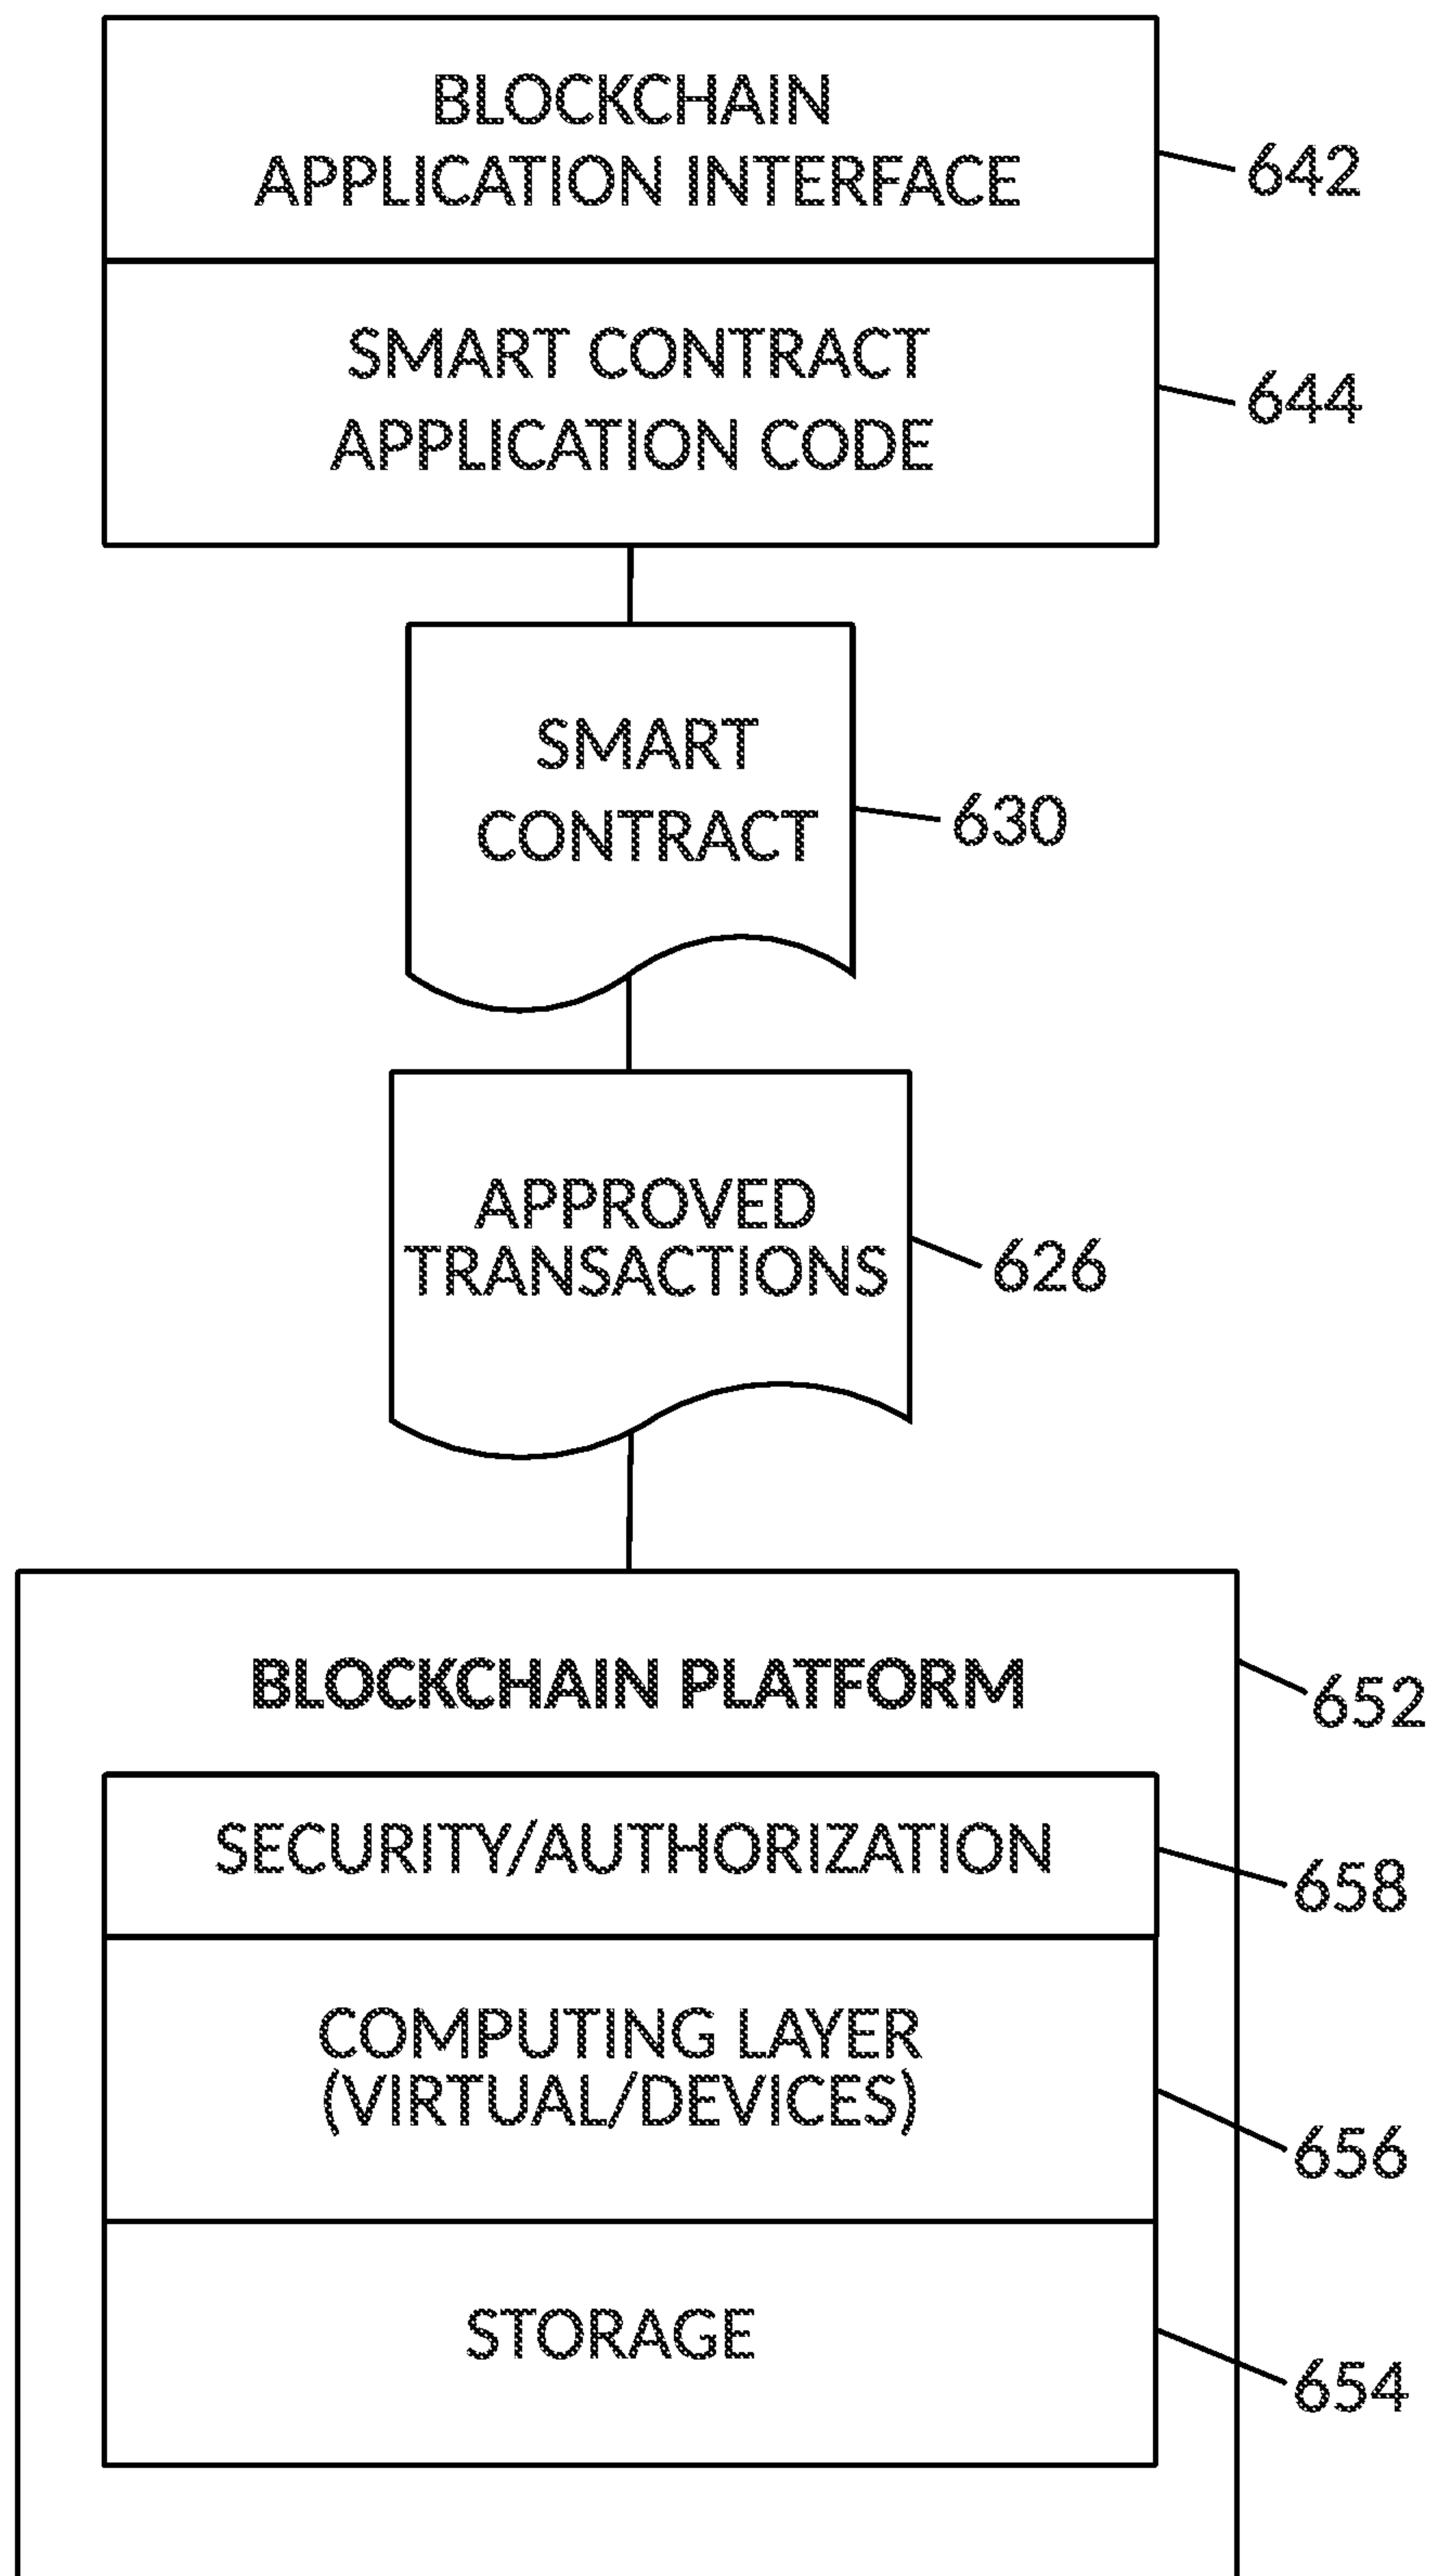 BLOCKCHAIN
APPLICATION INTERFACE
642
SMART CONTRACT
APPLICATION CODE
644
SMART
CONTRACT
630
APPROVED
TRANSACTIONS
626
BLOCKCHAIN PLATFORM
652
SECURITY/AUTHORIZATION
658
COMPUTING LAYER
(VIRTUAL/DEVICES)
656
STORAGE
654